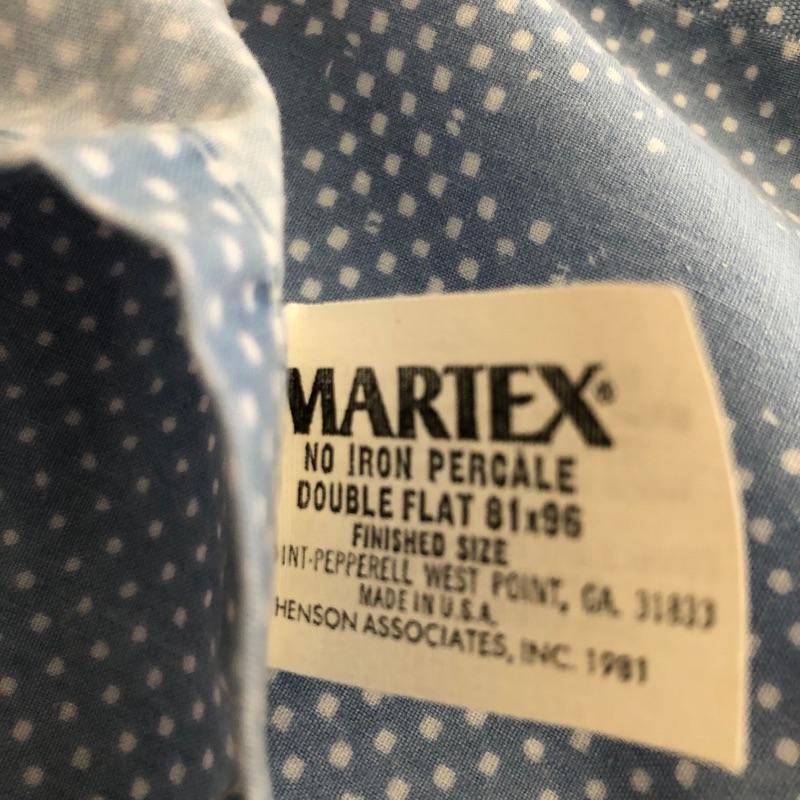 MARTEX®
NO IRON PERCALE
DOUBLE FLAT 81x96
FINISHED SIZE
INT-PEPPERELL WEST POINT, GA. 31833
MADE IN U.S.A.
HENSON ASSOCIATES, INC. 1981